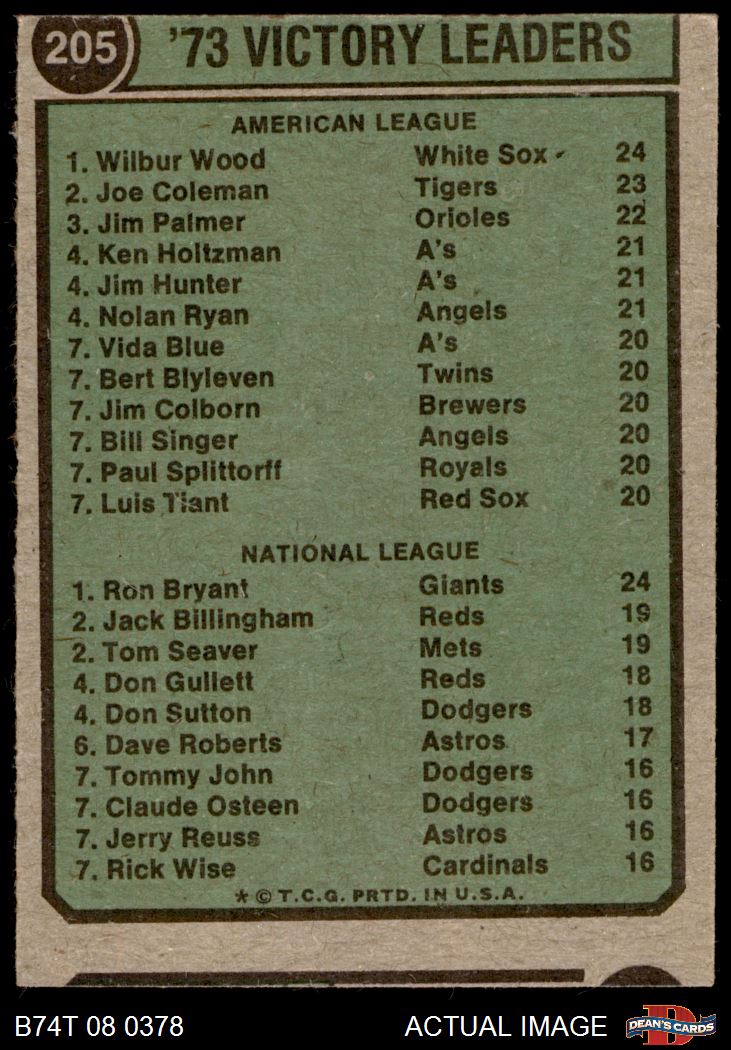 205 '73 VICTORY LEADERS
AMERICAN LEAGUE
1. Wilbur Wood White Sox 24
2. Joe Coleman Tigers 23
3. Jim Palmer Orioles 22
4. Ken Holtzman A's 21
4. Jim Hunter A's 21
4. Nolan Ryan Angels 21
7. Vida Blue A's 20
7. Bert Blyleven Twins 20
7. Jim Colborn Brewers 20
7. Bill Singer Angels 20
7. Paul Splittorff Royals 20
7. Luis Tiant Red Sox 20
NATIONAL LEAGUE
1. Ron Bryant Giants 24
2. Jack Billingham Reds 19
2. Tom Seaver Mets 19
4. Don Gullett Reds 18
4. Don Sutton Dodgers 18
6. Dave Roberts Astros 17
7. Tommy John Dodgers 16
7. Claude Osteen Dodgers 16
7. Jerry Reuss Astros 16
7. Rick Wise Cardinals 16
* © T.C.G. PRTD. IN U.S.A.
B74T 08 0378 ACTUAL IMAGE D DEAN'S CARDS